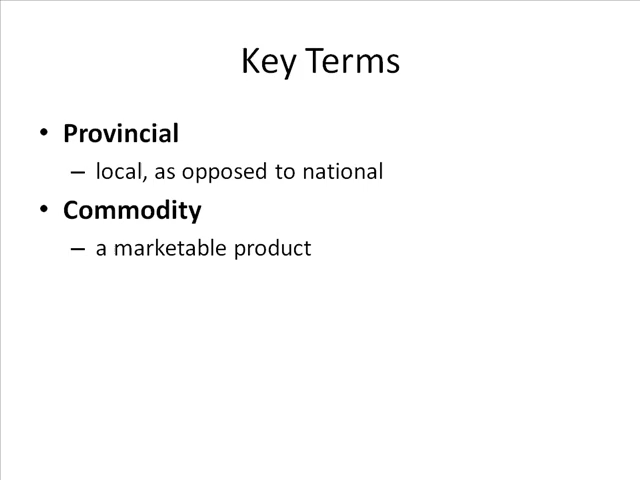 Key Terms
• Provincial
– local, as opposed to national
• Commodity
– a marketable product